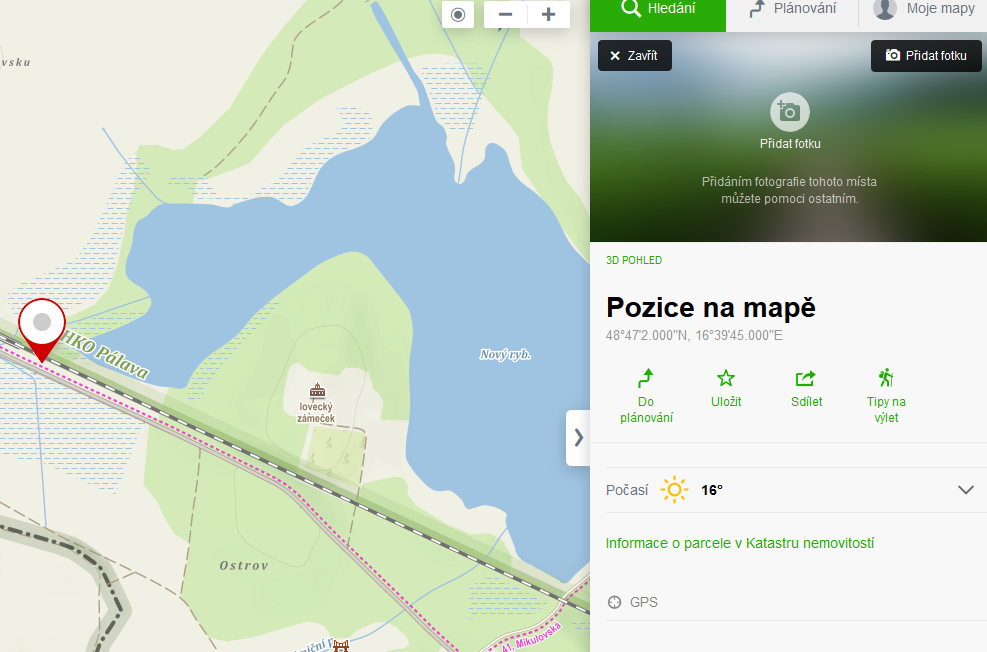 vsku
HKO Pálava
Nový ryb.
lovecký
zámeček
Ostrov
41. Mikulovská
Hledání
Plánování
Moje mapy
Zavřít
Přidat fotku
Přidat fotku
Přidáním fotografie tohoto místa
můžete pomoci ostatním.
3D POHLED
Pozice na mapě
48°47'2.000"N, 16°39'45.000"E
Do
plánování
Uložit
Sdílet
Tipy na
výlet
Počasí
16°
Informace o parcele v Katastru nemovitostí
GPS